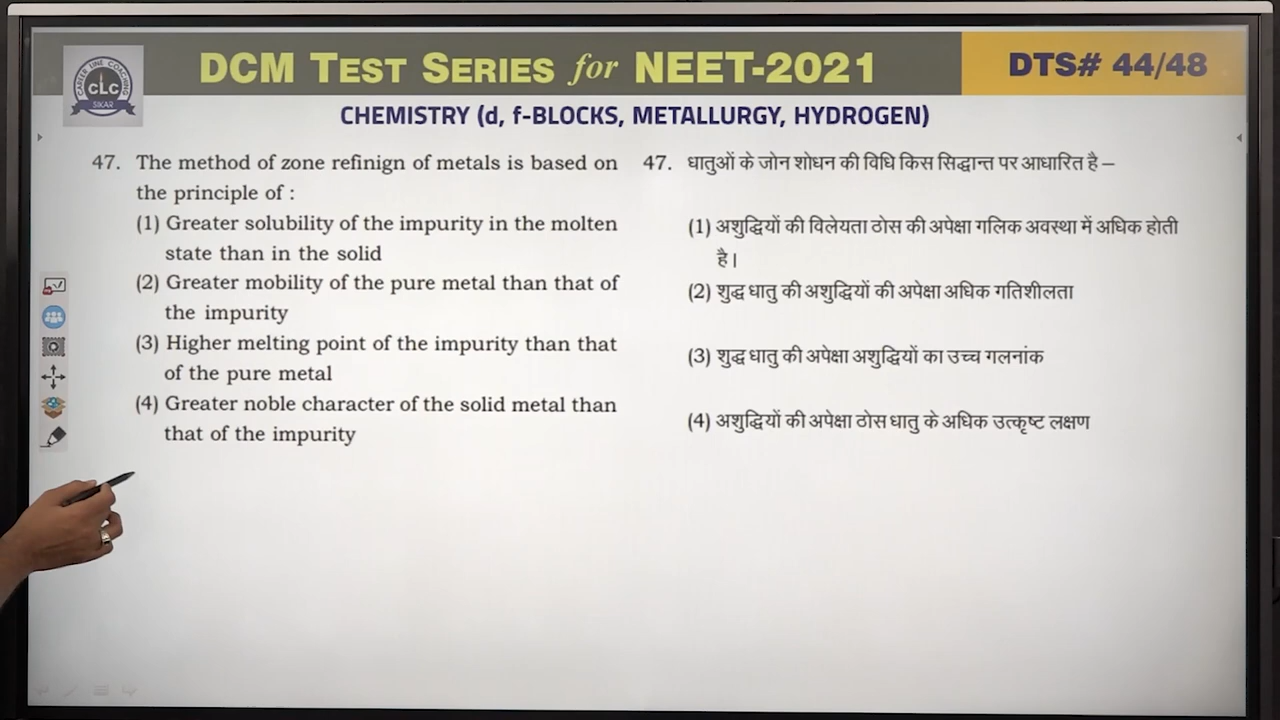 DCM TEST SERIES for NEET-2021
DTS# 44/48
CAREER LINE COACHING
CLC
SIKAR
CHEMISTRY (d, f-BLOCKS, METALLURGY, HYDROGEN)
47. The method of zone refinign of metals is based on
the principle of :
(1) Greater solubility of the impurity in the molten
state than in the solid
(2) Greater mobility of the pure metal than that of
the impurity
(3) Higher melting point of the impurity than that
of the pure metal
(4) Greater noble character of the solid metal than
that of the impurity
47. धातुओं के जोन शोधन की विधि किस सिद्धान्त पर आधारित है –
(1) अशुद्धियों की विलेयता ठोस की अपेक्षा गलिक अवस्था में अधिक होती
है।
(2) शुद्ध धातु की अशुद्धियों की अपेक्षा अधिक गतिशीलता
(3) शुद्ध धातु की अपेक्षा अशुद्धियों का उच्च गलनांक
(4) अशुद्धियों की अपेक्षा ठोस धातु के अधिक उत्कृष्ट लक्षण